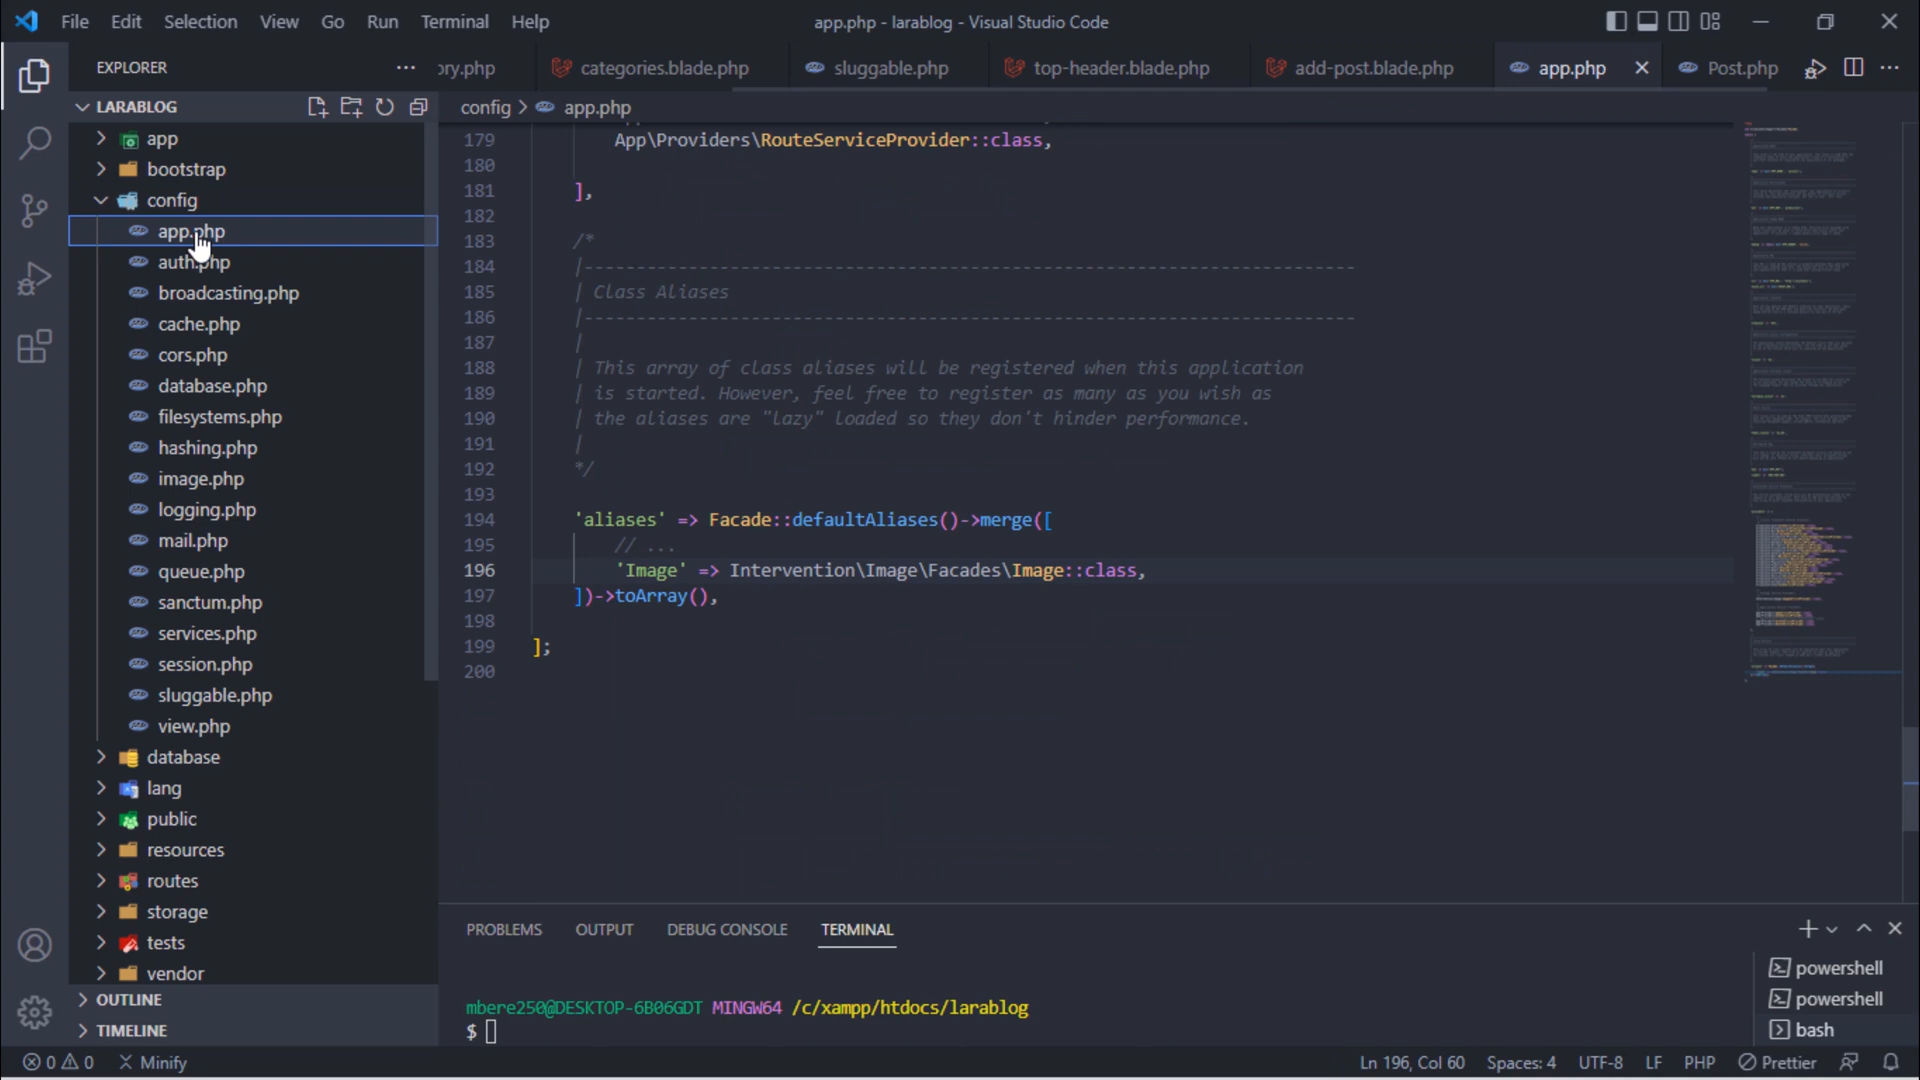 File Edit Selection View Go Run Terminal Help
app.php - larablog - Visual Studio Code
EXPLORER
ory.php
categories.blade.php
sluggable.php
top-header.blade.php
add-post.blade.php
app.php
Post.php
LARABLOG
config > app.php
app
bootstrap
config
app.php
auth.php
broadcasting.php
cache.php
cors.php
database.php
filesystems.php
hashing.php
image.php
logging.php
mail.php
queue.php
sanctum.php
services.php
session.php
sluggable.php
view.php
database
lang
public
resources
routes
storage
tests
vendor
OUTLINE
TIMELINE
179 App\Providers\RouteServiceProvider::class,
180
181 ],
182
183 /*
184 |--------------------------------------------------------------------------
185 | Class Aliases
186 |--------------------------------------------------------------------------
187 |
188 | This array of class aliases will be registered when this application
189 | is started. However, feel free to register as many as you wish as
190 | the aliases are "lazy" loaded so they don't hinder performance.
191 |
192 */
193
194 'aliases' => Facade::defaultAliases()->merge([
195 // ...
196 'Image' => Intervention\Image\Facades\Image::class,
197 ])->toArray(),
198
199 ];
200
PROBLEMS OUTPUT DEBUG CONSOLE TERMINAL
mbere250@DESKTOP-6B06GDT MINGW64 /c/xampp/htdocs/larablog
$
powershell
powershell
bash
0 0 Minify
Ln 196, Col 60 Spaces: 4 UTF-8 LF PHP Prettier